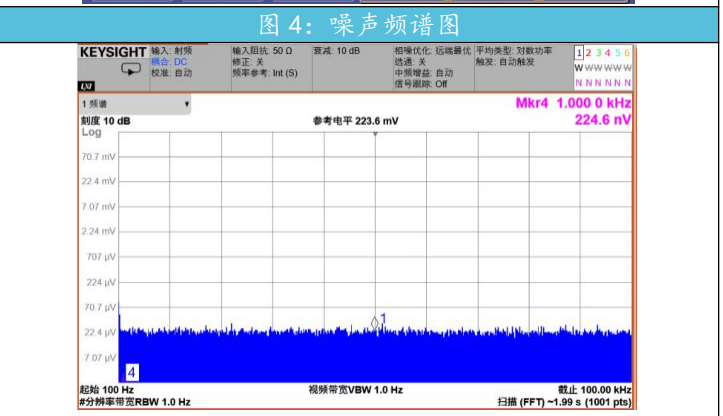 图 4：噪声频谱图
KEYSIGHT 输入: 射频 输入阻抗: 50 Ω 衰减: 10 dB 相噪优化: 远端最优 平均类型: 对数功率 1 2 3 4 5 6
耦合: DC 修正: 关 选通: 关 触发: 自动触发 W W W W W W
校准: 自动 频率参考: Int (S) 中频增益: 自动
LXI 信号跟踪: Off N N N N N N
1 频谱 Mkr4 1.000 0 kHz
刻度 10 dB 参考电平 223.6 mV 224.6 nV
Log
70.7 mV
22.4 mV
7.07 mV
2.24 mV
707 µV
224 µV
70.7 µV
1
22.4 µV
7.07 µV
4
起始 100 Hz 视频带宽VBW 1.0 Hz 截止 100.00 kHz
#分辨率带宽RBW 1.0 Hz 扫描 (FFT) ~1.99 s (1001 pts)